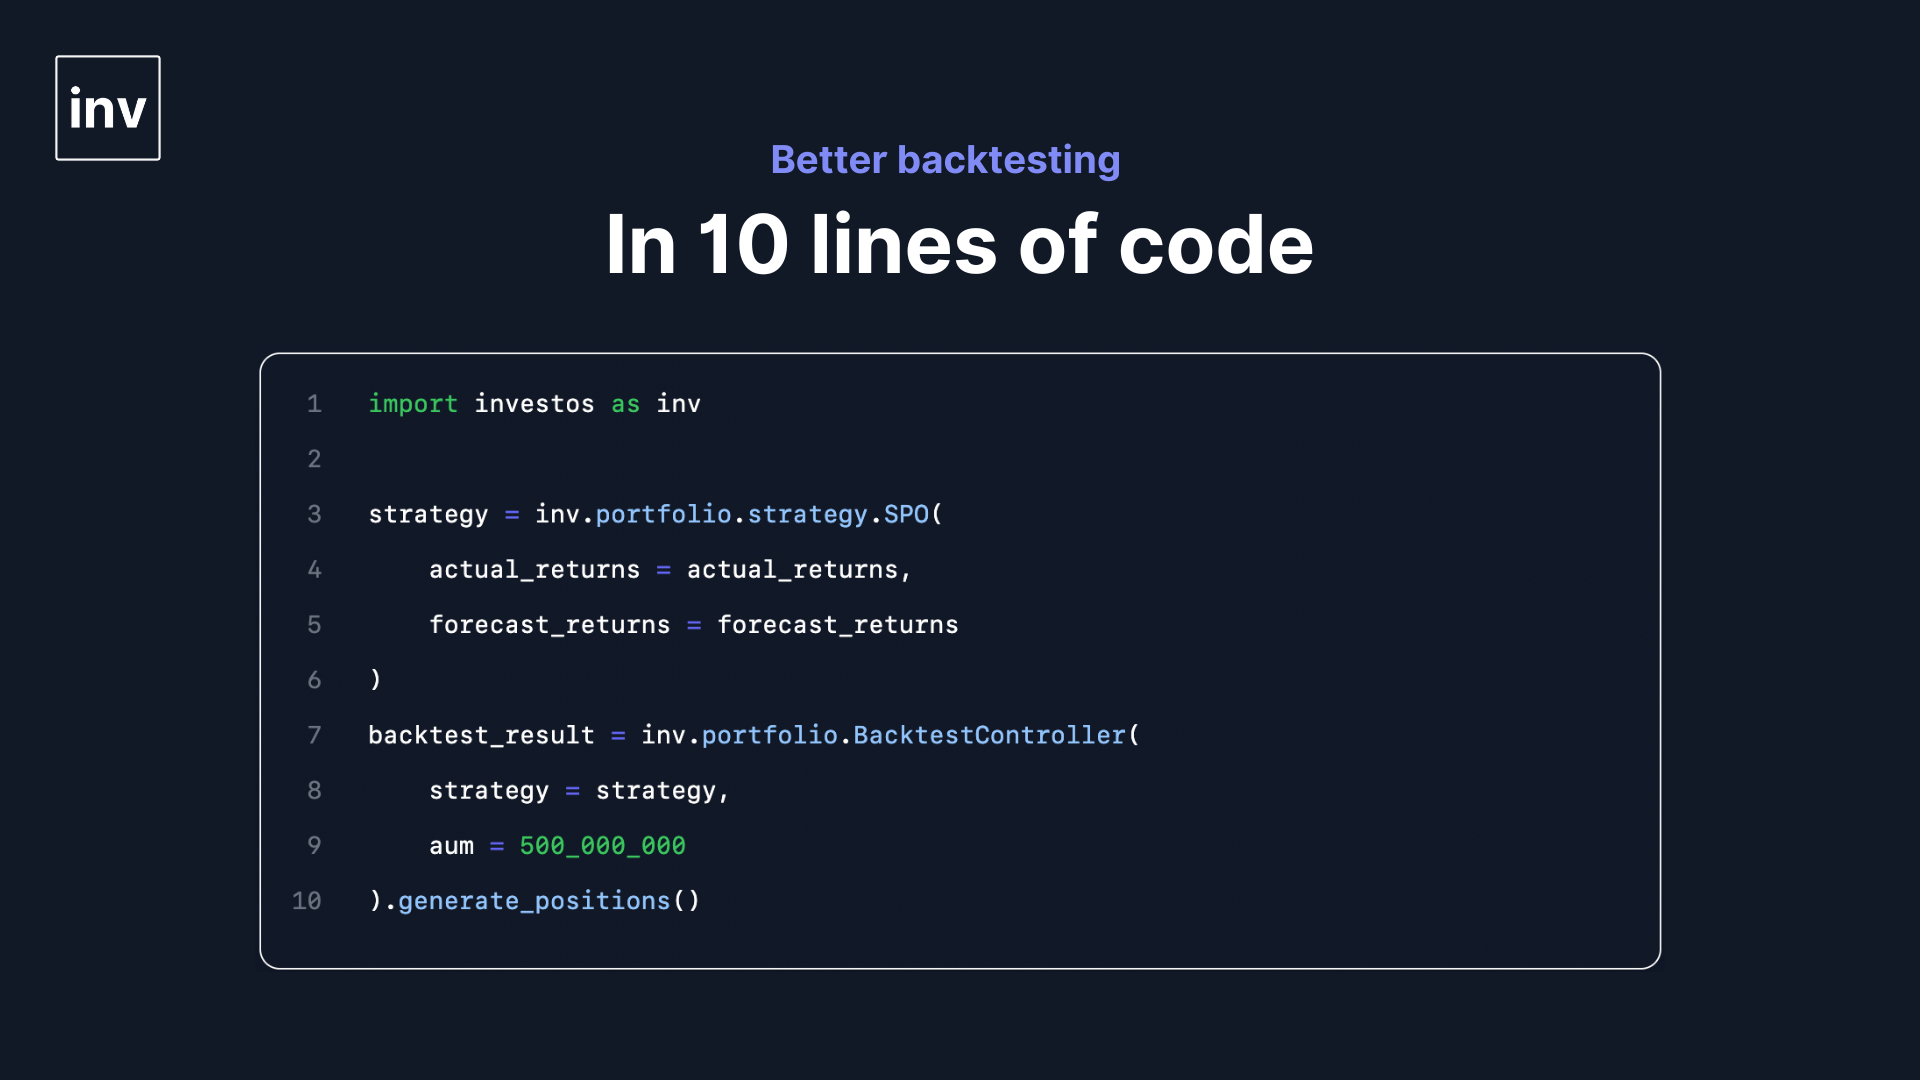 inv
Better backtesting
In 10 lines of code
1 import investos as inv
2
3 strategy = inv.portfolio.strategy.SPO(
4     actual_returns = actual_returns,
5     forecast_returns = forecast_returns
6 )
7 backtest_result = inv.portfolio.BacktestController(
8     strategy = strategy,
9     aum = 500_000_000
10 ).generate_positions()